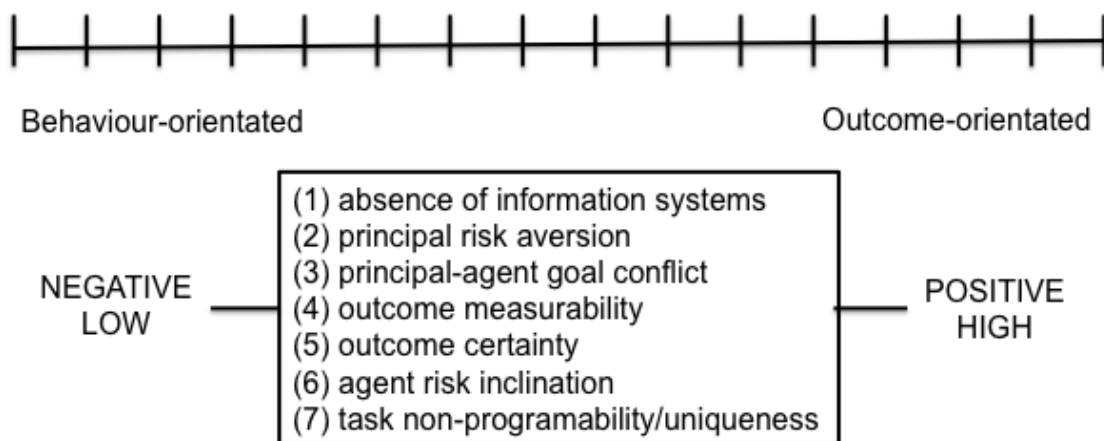 Behaviour-orientated
Outcome-orientated
(1) absence of information systems
(2) principal risk aversion
(3) principal-agent goal conflict
(4) outcome measurability
(5) outcome certainty
(6) agent risk inclination
(7) task non-programability/uniqueness
NEGATIVE
LOW
POSITIVE
HIGH